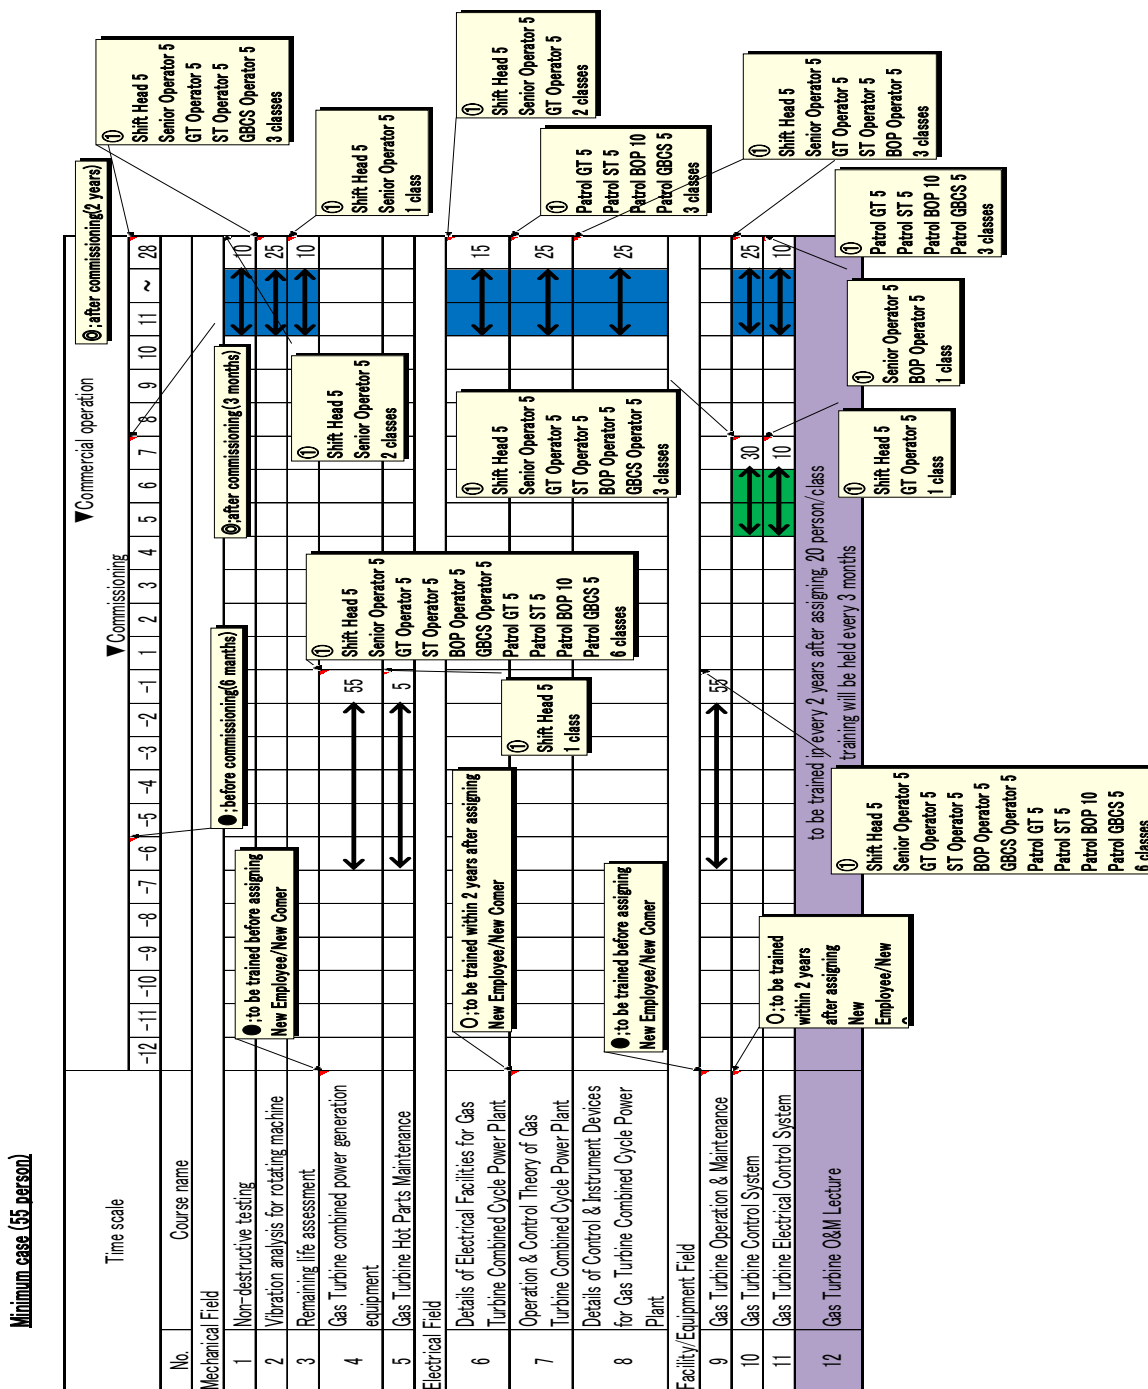 Minimum case (55 person)
Time scale
▼Commissioning
▼Commercial operation
No.
Course name
-12 -11 -10 -9 -8 -7 -6 -5 -4 -3 -2 -1 1 2 3 4 5 6 7 8 9 10 11 ~ 28
Mechanical Field
1 Non-destructive testing 10
2 Vibration analysis for rotating machine 25
3 Remaining life assessment 10
4 Gas Turbine combined power generation
equipment
55
5 Gas Turbine Hot Parts Maintenance 5
Electrical Field
6 Details of Electrical Facilities for Gas
Turbine Combined Cycle Power Plant
15
7 Operation & Control Theory of Gas
Turbine Combined Cycle Power Plant
25
8 Details of Control & Instrument Devices
for Gas Turbine Combined Cycle Power
Plant
25
Facility/Equipment Field
9 Gas Turbine Operation & Maintenance 55
10 Gas Turbine Control System 30 25
11 Gas Turbine Electrical Control System 10 10
12 Gas Turbine O&M Lecture
to be trained in every 2 years after assigning, 20 person/class
training will be held every 3 months
●;before commissioning(6 manths)
◎;after commissioning(3 months)
◎;after commissioning(2 years)
●;to be trained before assigning
New Employee/New Comer
O;to be trained within 2 years after assigning
New Employee/New Comer
●;to be trained before assigning
New Employee/New Comer
O;to be trained
within 2 years
after assigning
New
Employee/New
①
Shift Head 5
Senior Operator 5
GT Operator 5
ST Operator 5
GBCS Operator 5
3 classes
①
Shift Head 5
Senior Operator 5
1 class
①
Shift Head 5
Senior Operetor 5
2 classes
①
Shift Head 5
Senior Operator 5
GT Operator 5
ST Operator 5
BOP Operator 5
GBCS Operator 5
Patrol GT 5
Patrol ST 5
Patrol BOP 10
Patrol GBCS 5
6 classes
①
Shift Head 5
1 class
①
Shift Head 5
Senior Operator 5
GT Operator 5
2 classes
①
Patrol GT 5
Patrol ST 5
Patrol BOP 10
Patrol GBCS 5
3 classes
①
Shift Head 5
Senior Operator 5
GT Operator 5
ST Operator 5
BOP Operator 5
3 classes
①
Shift Head 5
Senior Operator 5
GT Operator 5
ST Operator 5
BOP Operator 5
GBCS Operator 5
3 classes
①
Patrol GT 5
Patrol ST 5
Patrol BOP 10
Patrol GBCS 5
3 classes
①
Senior Operator 5
BOP Operator 5
1 class
①
Shift Head 5
GT Operator 5
1 class
①
Shift Head 5
Senior Operator 5
GT Operator 5
ST Operator 5
BOP Operator 5
GBCS Operator 5
Patrol GT 5
Patrol ST 5
Patrol BOP 10
Patrol GBCS 5
6 classes